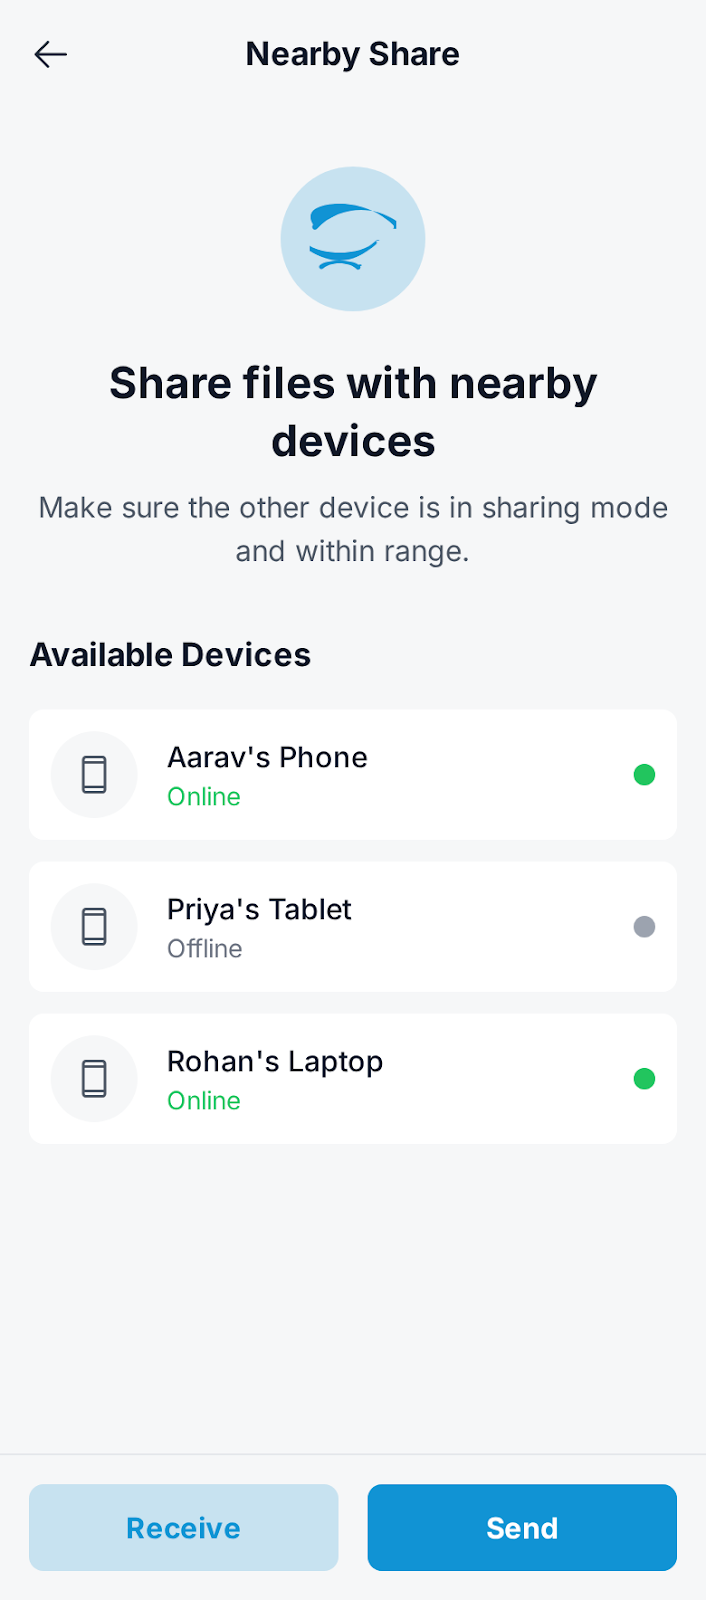 Nearby Share
Share files with nearby
devices
Make sure the other device is in sharing mode
and within range.
Available Devices
Aarav's Phone
Online
Priya's Tablet
Offline
Rohan's Laptop
Online
Receive
Send